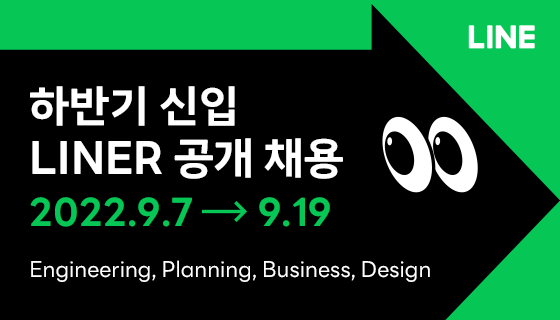 LINE
하반기 신입
LINER 공개 채용
2022.9.7 → 9.19
Engineering, Planning, Business, Design